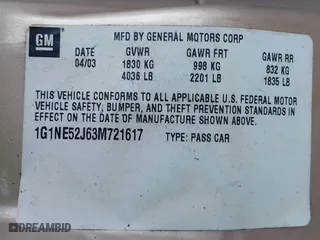 GM
MFD BY GENERAL MOTORS CORP
DATE GVWR GAWR FRT GAWR RR
04/03 1830 KG 998 KG 832 KG
4036 LB 2201 LB 1835 LB
THIS VEHICLE CONFORMS TO ALL APPLICABLE U.S. FEDERAL MOTOR
VEHICLE SAFETY, BUMPER, AND THEFT PREVENTION STANDARDS IN
EFFECT ON THE DATE OF MANUFACTURE SHOWN ABOVE.
1G1NE52J63M721617 TYPE: PASS CAR
DREAMBID